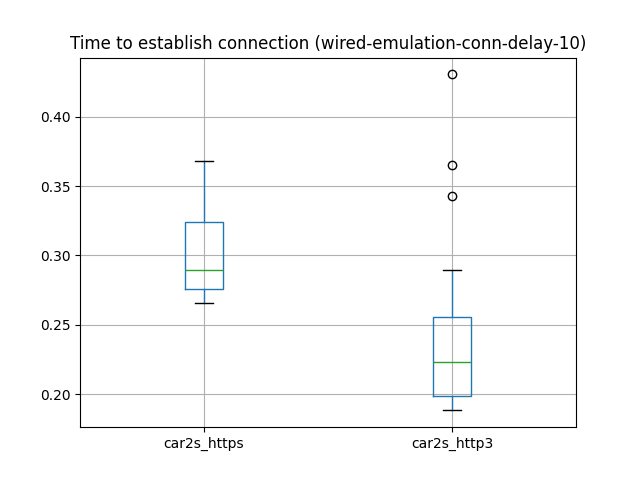 Time to establish connection (wired-emulation-conn-delay-10)
0.40
0.35
0.30
0.25
0.20
car2s_https car2s_http3